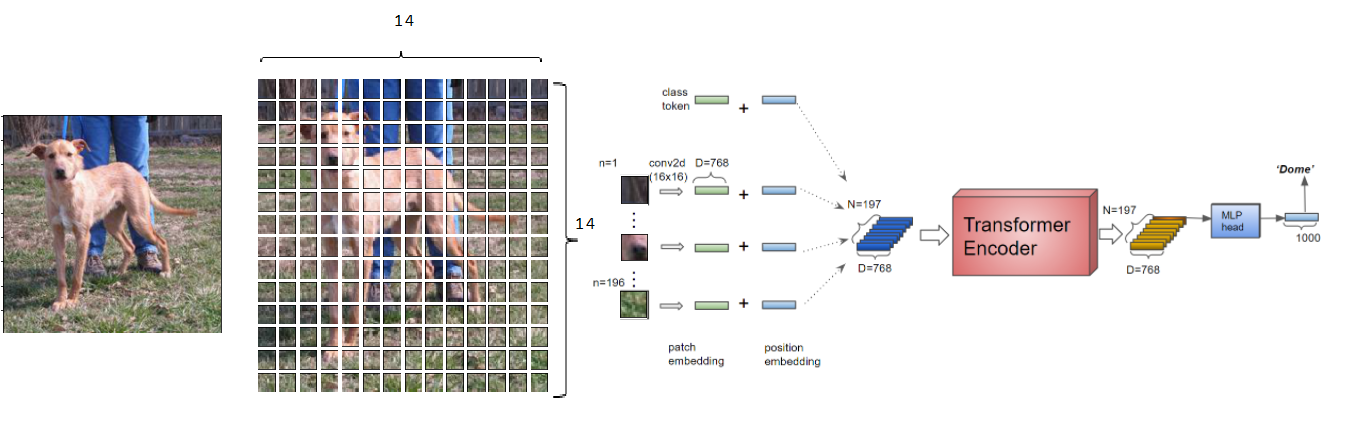 14
14
class
token
+
n=1
conv2d
(16x16)
D=768
+
+
n=196
+
patch
embedding
position
embedding
N=197
D=768
Transformer
Encoder
N=197
D=768
MLP
head
'Dome'
1000